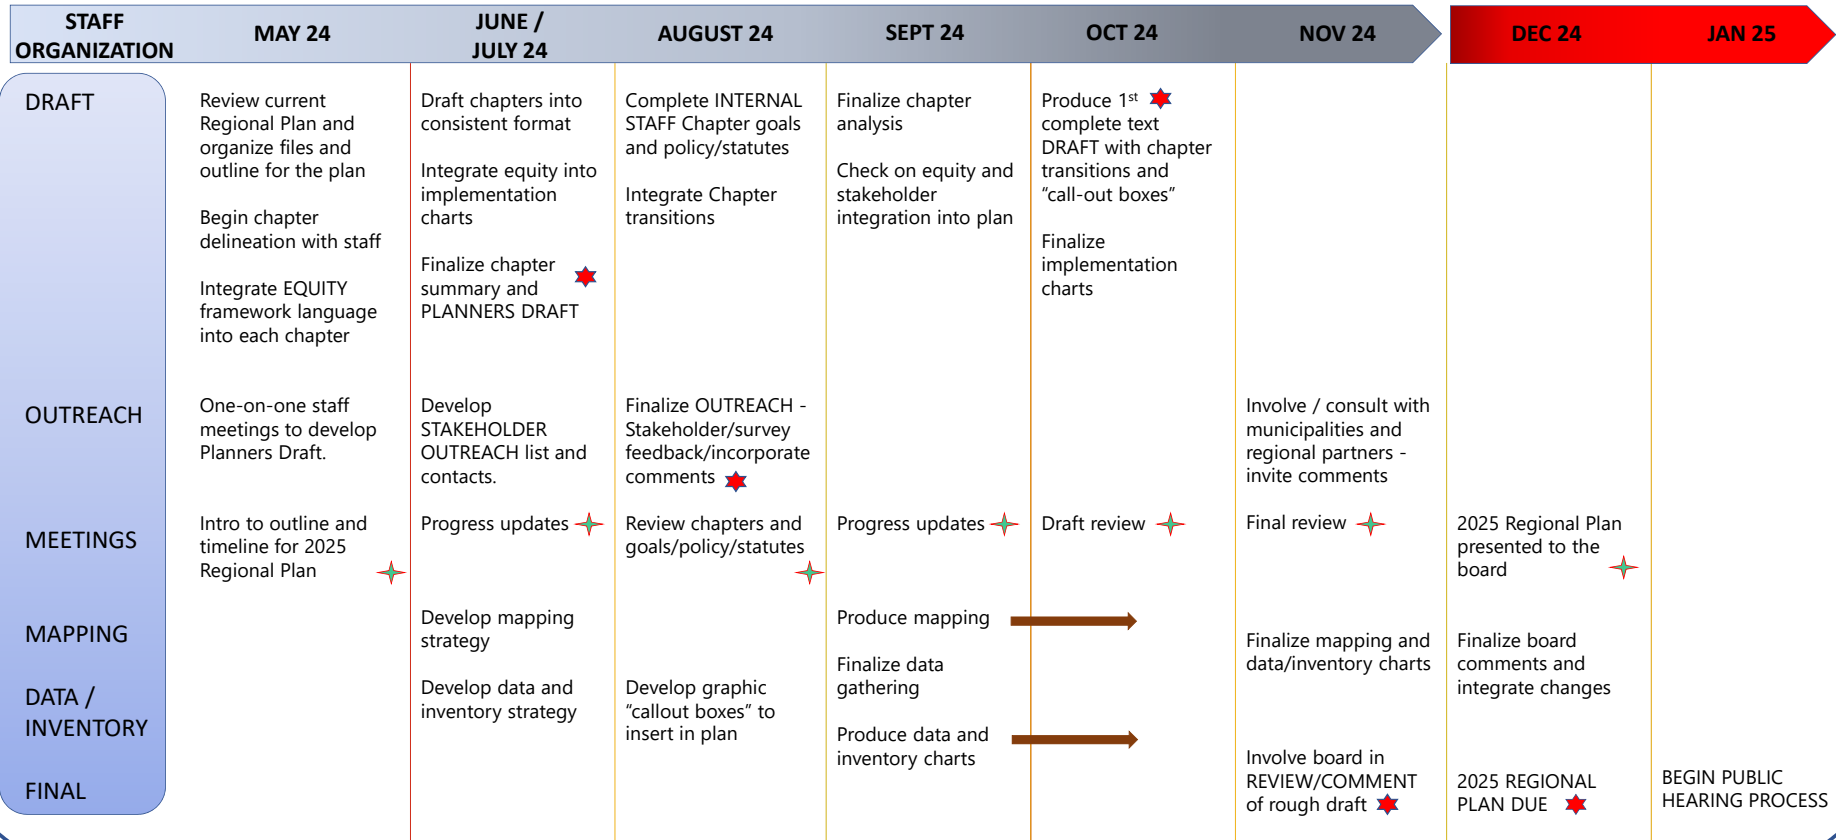 STAFF
ORGANIZATION
MAY 24
JUNE /
JULY 24
AUGUST 24
SEPT 24
OCT 24
NOV 24
DEC 24
JAN 25
DRAFT
Review current
Regional Plan and
organize files and
outline for the plan
Begin chapter
delineation with staff
Integrate EQUITY
framework language
into each chapter
Draft chapters into
consistent format
Integrate equity into
implementation
charts
Finalize chapter
summary and
PLANNERS DRAFT
Complete INTERNAL
STAFF Chapter goals
and policy/statutes
Integrate Chapter
transitions
Finalize chapter
analysis
Check on equity and
stakeholder
integration into plan
Produce 1st
complete text
DRAFT with chapter
transitions and
“call-out boxes”
Finalize
implementation
charts
OUTREACH
One-on-one staff
meetings to develop
Planners Draft.
Develop
STAKEHOLDER
OUTREACH list and
contacts.
Finalize OUTREACH -
Stakeholder/survey
feedback/incorporate
comments
Involve / consult with
municipalities and
regional partners -
invite comments
MEETINGS
Intro to outline and
timeline for 2025
Regional Plan
Progress updates
Review chapters and
goals/policy/statutes
Progress updates
Draft review
Final review
2025 Regional Plan
presented to the
board
MAPPING
Develop mapping
strategy
Produce mapping
Finalize mapping and
data/inventory charts
Finalize board
comments and
integrate changes
DATA /
INVENTORY
Develop data and
inventory strategy
Develop graphic
“callout boxes” to
insert in plan
Finalize data
gathering
Produce data and
inventory charts
FINAL
Involve board in
REVIEW/COMMENT
of rough draft
2025 REGIONAL
PLAN DUE
BEGIN PUBLIC
HEARING PROCESS